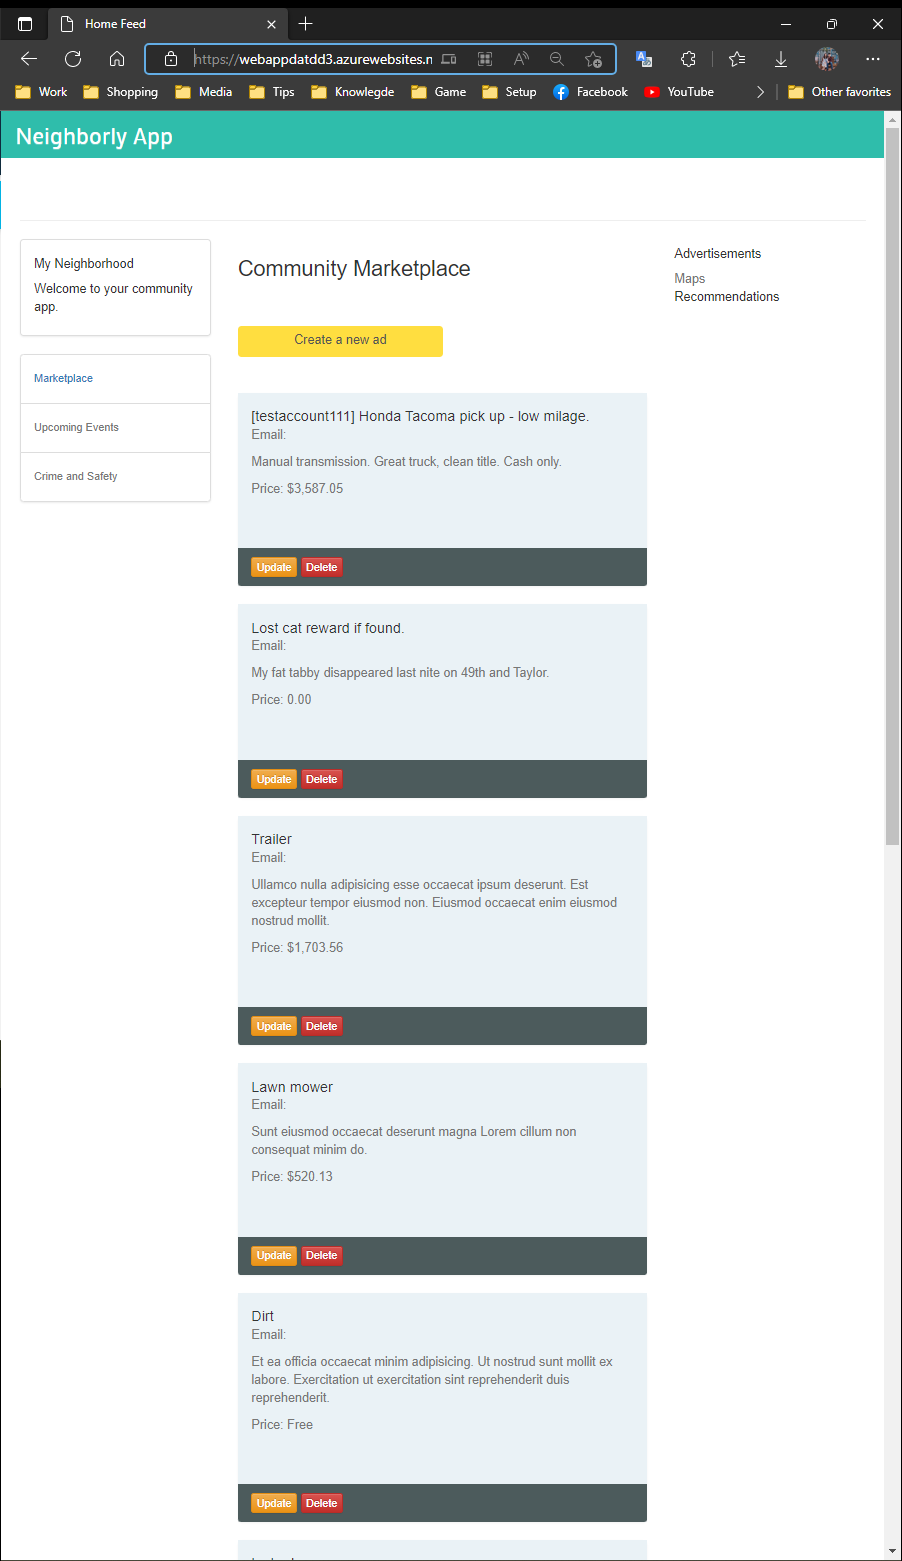 Home Feed
https://webappdatdd3.azurewebsites.n
Work Shopping Media Tips Knowlegde Game Setup Facebook YouTube Other favorites
Neighborly App
My Neighborhood
Welcome to your community
app.
Marketplace
Upcoming Events
Crime and Safety
Community Marketplace
Create a new ad
[testaccount111] Honda Tacoma pick up - low milage.
Email:
Manual transmission. Great truck, clean title. Cash only.
Price: $3,587.05
Update Delete
Lost cat reward if found.
Email:
My fat tabby disappeared last nite on 49th and Taylor.
Price: 0.00
Update Delete
Trailer
Email:
Ullamco nulla adipisicing esse occaecat ipsum deserunt. Est
excepteur tempor eiusmod non. Eiusmod occaecat enim eiusmod
nostrud mollit.
Price: $1,703.56
Update Delete
Lawn mower
Email:
Sunt eiusmod occaecat deserunt magna Lorem cillum non
consequat minim do.
Price: $520.13
Update Delete
Dirt
Email:
Et ea officia occaecat minim adipisicing. Ut nostrud sunt mollit ex
labore. Exercitation ut exercitation sint reprehenderit duis
reprehenderit.
Price: Free
Update Delete
Advertisements
Maps
Recommendations